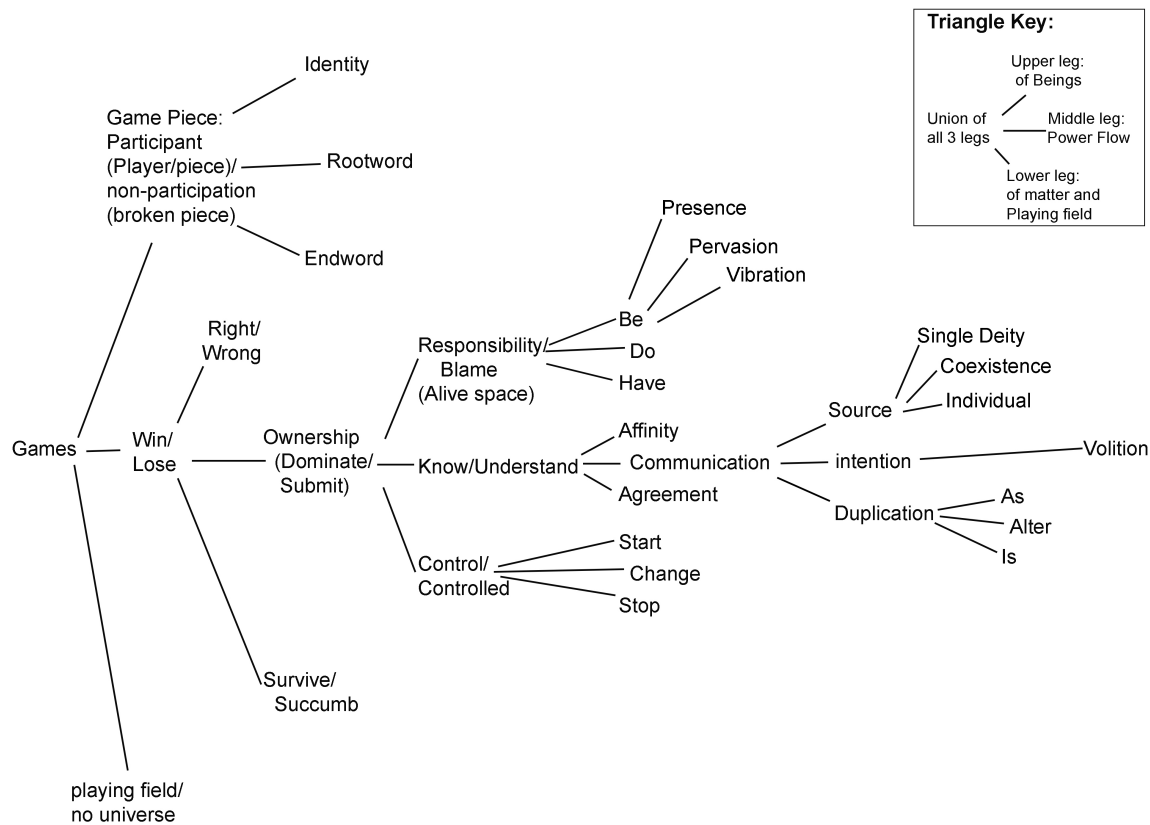 Triangle Key:
Upper leg:
of Beings
Union of
all 3 legs
Middle leg:
Power Flow
Lower leg:
of matter and
Playing field
Identity
Game Piece:
Participant
(Player/piece)/
non-participation
(broken piece)
Rootword
Endword
Presence
Pervasion
Vibration
Right/
Wrong
Responsibility/
Blame
(Alive space)
Be
Do
Have
Single Deity
Coexistence
Individual
Source
Games
Win/
Lose
Ownership
(Dominate/
Submit)
Know/Understand
Affinity
Communication
Agreement
intention
Volition
Duplication
As
Alter
Is
Control/
Controlled
Start
Change
Stop
Survive/
Succumb
playing field/
no universe